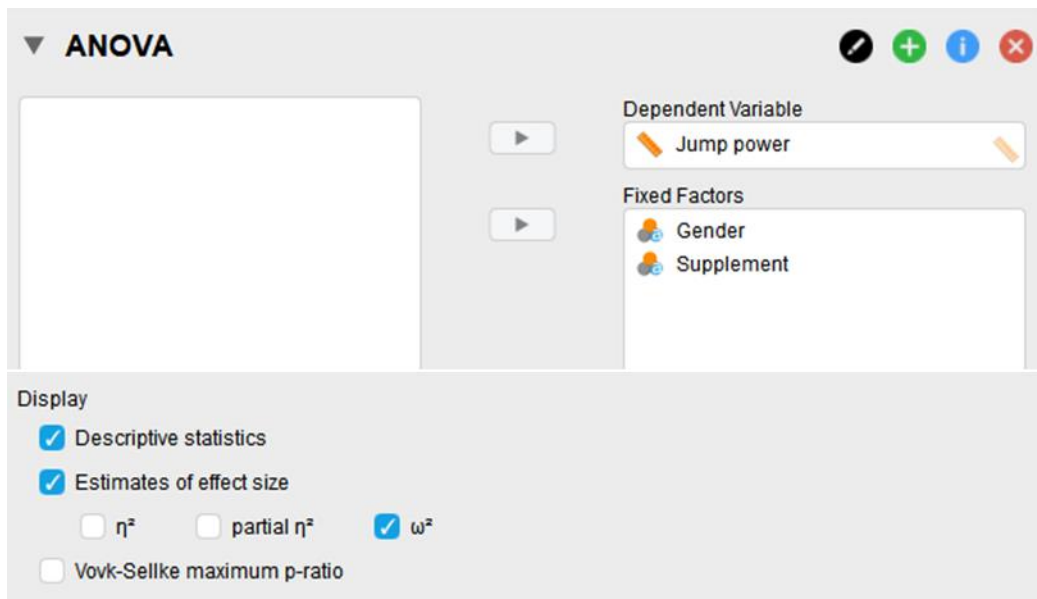 ANOVA
Dependent Variable
Jump power
Fixed Factors
Gender
Supplement
Display
Descriptive statistics
Estimates of effect size
η² partial η² ω²
Vovk-Sellke maximum p-ratio